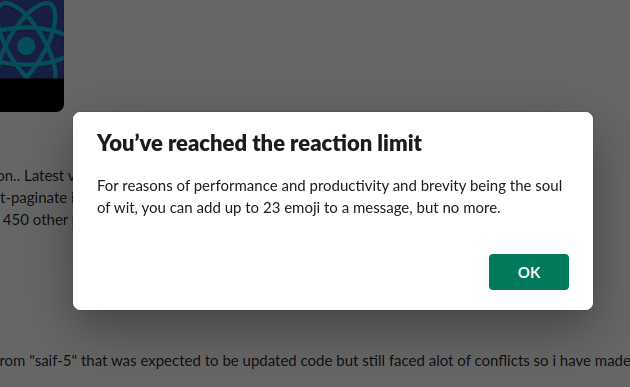 You've reached the reaction limit
on.. Latest v
For reasons of performance and productivity and brevity being the soul
t-paginate
of wit, you can add up to 23 emoji to a message, but no more.
450 other
OK
rom "saif-5" that was expected to be updated code but still faced alot of conflicts so i have made